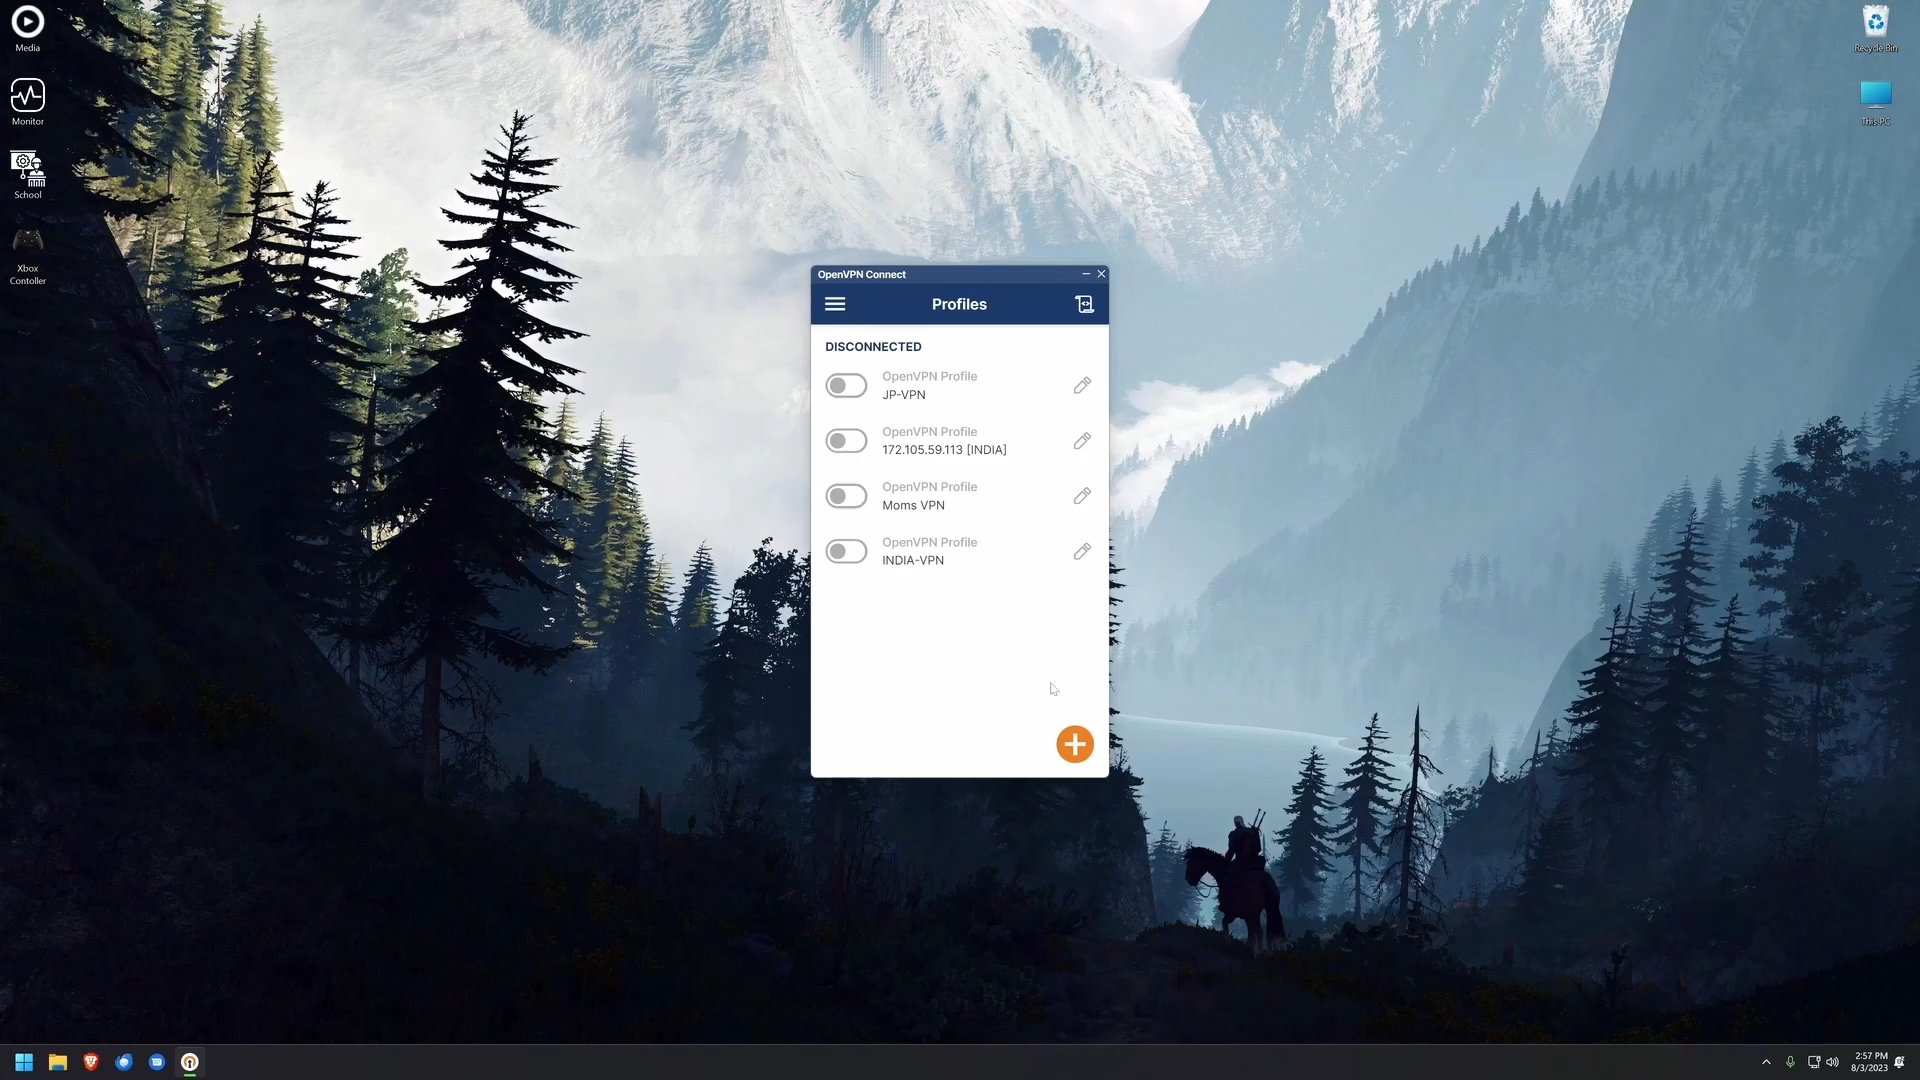 Media
Monitor
School
Xbox
Contoller
Recycle Bin
This PC
OpenVPN Connect
Profiles
DISCONNECTED
OpenVPN Profile
JP-VPN
OpenVPN Profile
172.105.59.113 [INDIA]
OpenVPN Profile
Moms VPN
OpenVPN Profile
INDIA-VPN
2:57 PM
8/3/2023